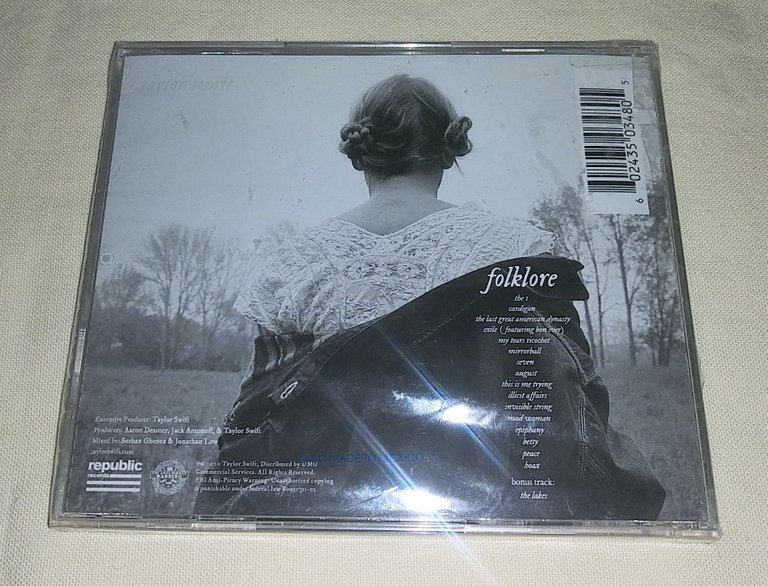 taylor swift
6 02435 03480 5
folklore
the 1
cardigan
the last great american dynasty
exile (featuring bon iver)
my tears ricochet
mirrorball
seven
august
this is me trying
illicit affairs
invisible string
mad woman
epiphany
betty
peace
hoax
bonus track:
the lakes
Executive Producer: Taylor Swift
Producers: Aaron Dessner, Jack Antonoff, & Taylor Swift
Mixed by: Serban Ghenea & Jonathan Low
taylorswift.com
republic
records
℗© 2020 Taylor Swift, Distributed by UMG
Commercial Services. All Rights Reserved.
FBI Anti-Piracy Warning: Unauthorized copying
is punishable under federal law
MADE IN MEXICO